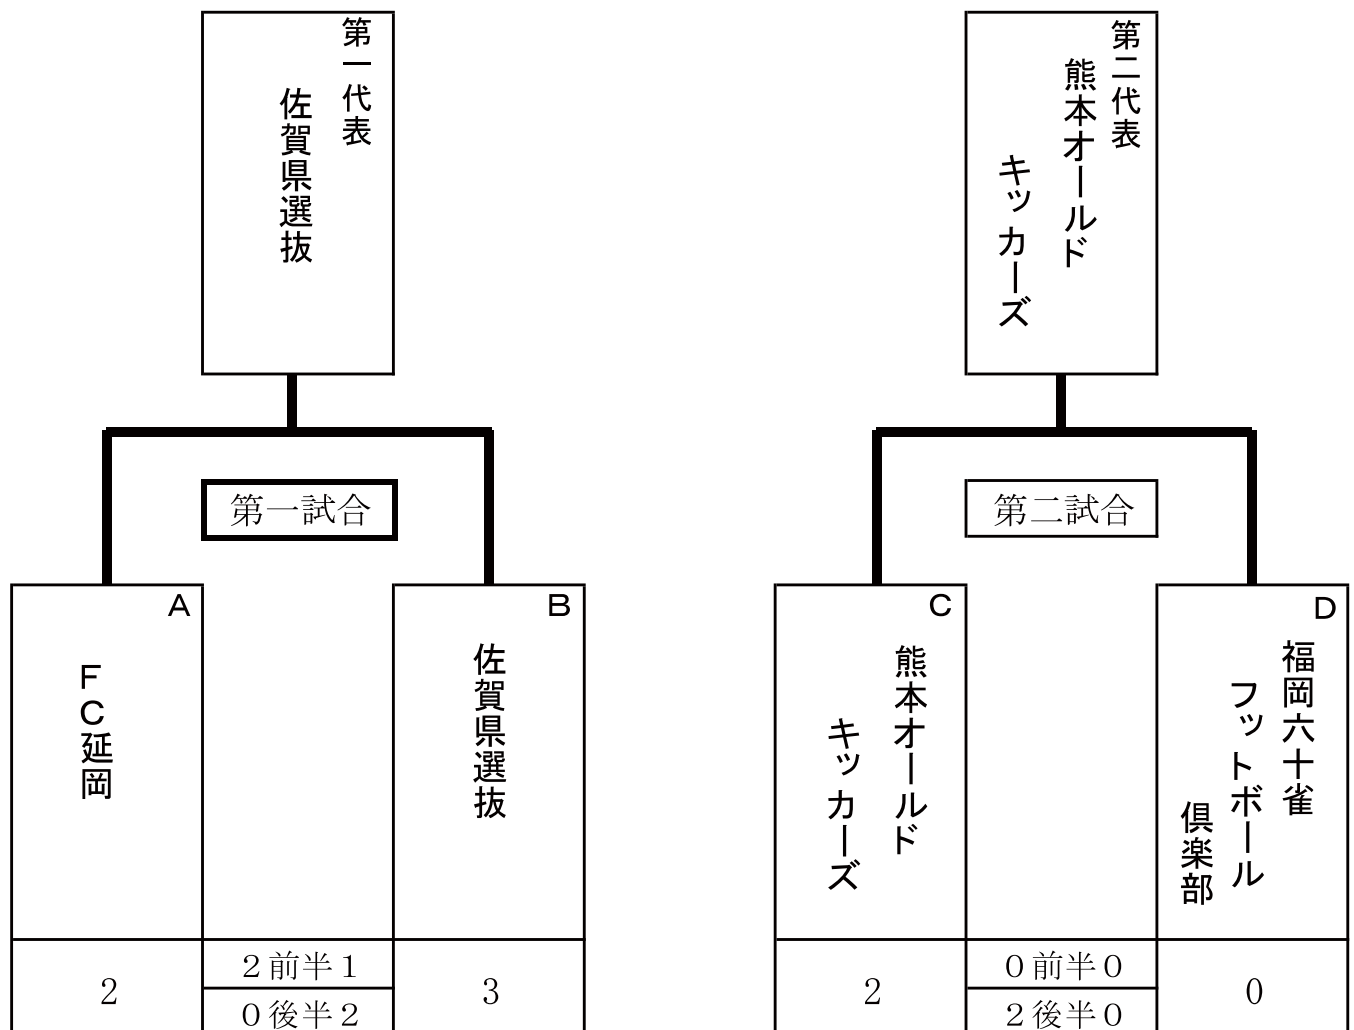 第一代表
佐賀県選抜
第二代表
熊本オールド
キッカーズ
第一試合
第二試合
A
FC延岡
B
佐賀県選抜
C
熊本オールド
キッカーズ
D
福岡六十雀
フットボール
倶楽部
2
2前半1
0後半2
3
2
0前半0
2後半0
0